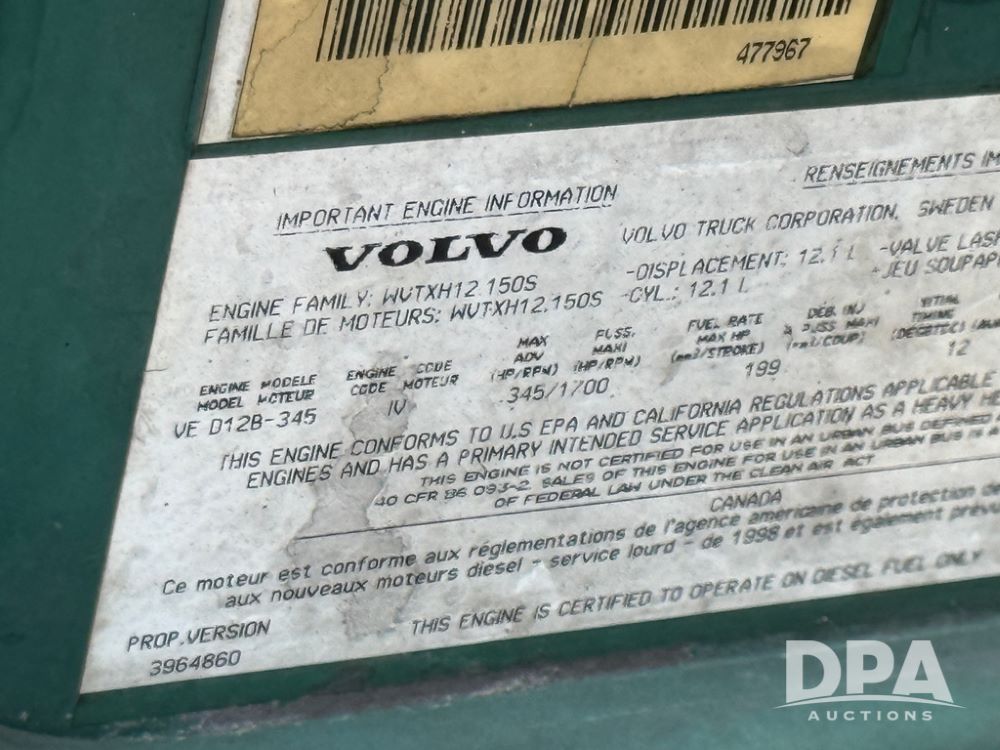 477967
RENSEIGNEMENTS IM
IMPORTANT ENGINE INFORMATION
VOLVO
VOLVO TRUCK CORPORATION, SWEDEN
ENGINE FAMILY: WVTXH12.150S
-DISPLACEMENT: 12.1 L
-VALUE LASH
FAMILLE DE MOTEURS: WVTXH12.150S
-CYL.: 12.1 L
-JEU SOUPAP
ENGINE MODELE
MODEL MOTEUR
VE D12B-345
ENGINE CODE
CODE MOTEUR
IV
MAX
ADV
(HP/RPM)
FUSS.
MAXI
(HP/RPM)
345/1700
FUEL RATE
MAX HP
(mm3/STROKE)
199
DÉB. INJ
(mm3/COUP)
TIMING
12
THIS ENGINE CONFORMS TO U.S EPA AND CALIFORNIA REGULATIONS APPLICABLE
ENGINES AND HAS A PRIMARY INTENDED SERVICE APPLICATION AS A HEAVY HE
THIS ENGINE IS NOT CERTIFIED FOR USE IN AN URBAN BUS DEFINED
40 CFR 86 093-2. SALES OF THIS ENGINE FOR USE IN AN URBAN BUS IS A
OF FEDERAL LAW UNDER THE CLEAN AIR ACT
CANADA
Ce moteur est conforme aux réglementations de l'agence americaine de protection de
aux nouveaux moteurs diesel - service lourd - de 1998 et est également prévu
THIS ENGINE IS CERTIFIED TO OPERATE ON DIESEL FUEL ONLY
PROP.VERSION
3964860
DPA
AUCTIONS